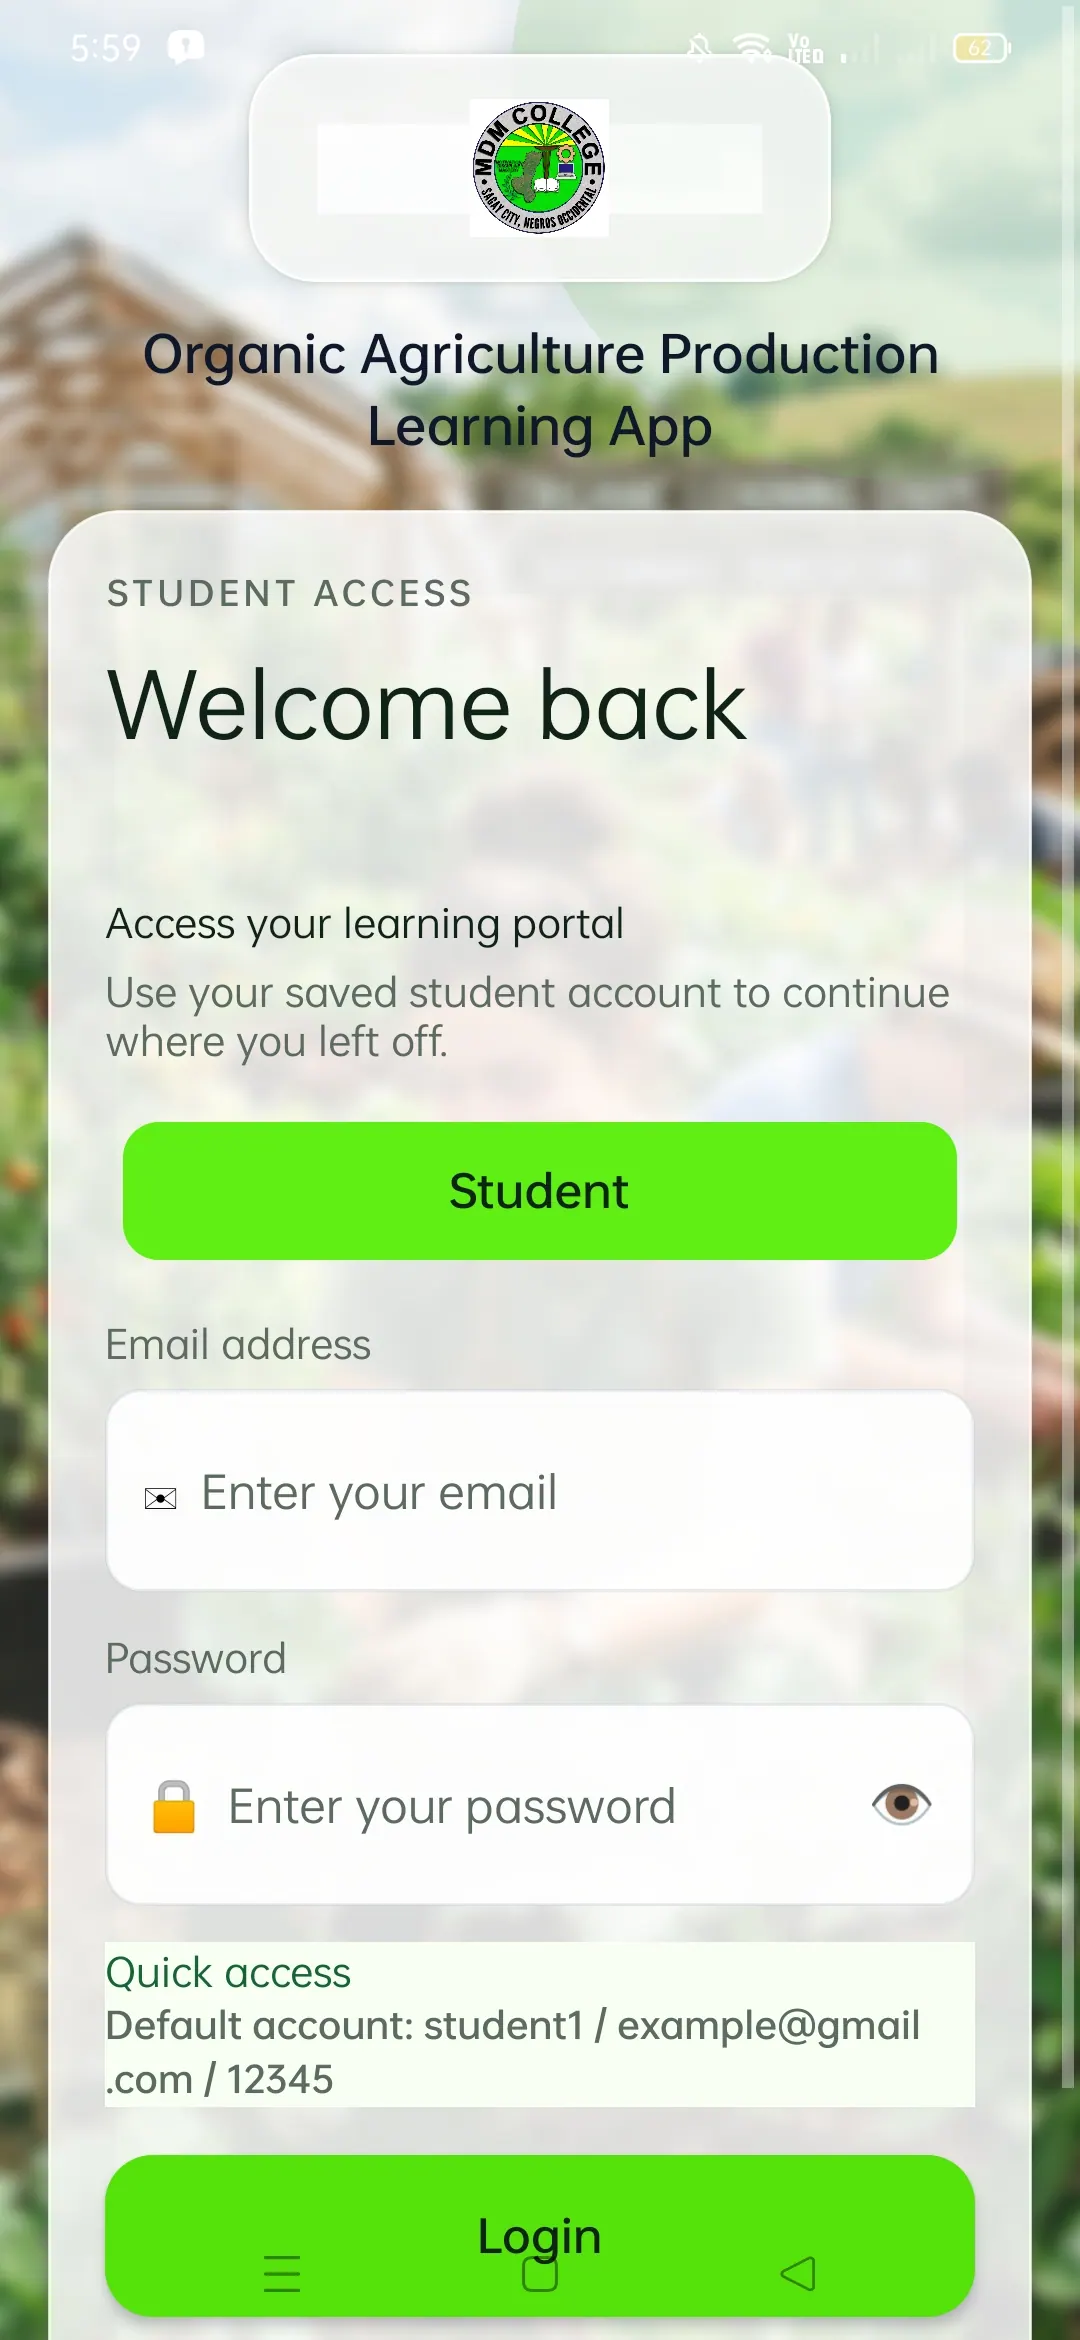 5:59
Vo
LTE
62
MDM COLLEGE
SAGAY CITY, NEGROS OCCIDENTAL
Organic Agriculture Production
Learning App
STUDENT ACCESS
Welcome back
Access your learning portal
Use your saved student account to continue
where you left off.
Student
Email address
Enter your email
Password
Enter your password
Quick access
Default account: student1 / example@gmail
.com / 12345
Login